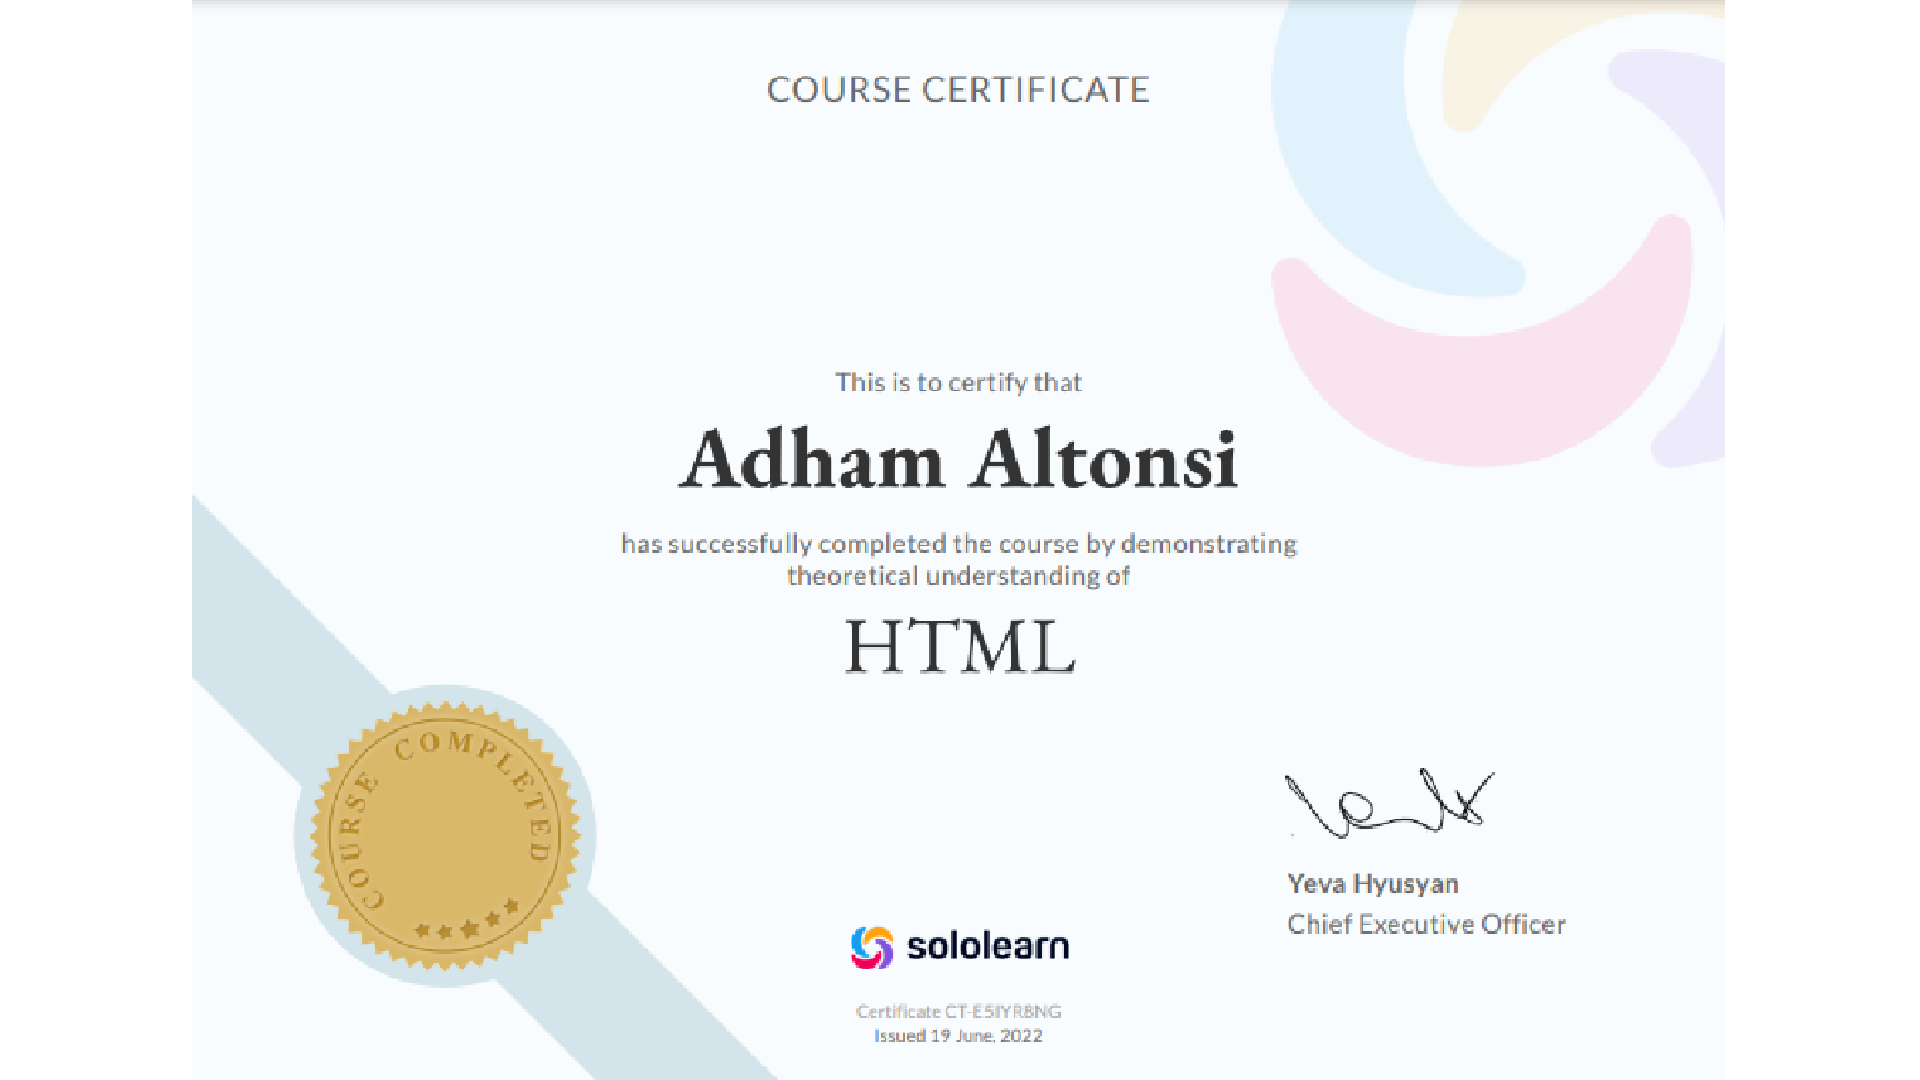 COURSE CERTIFICATE
This is to certify that
Adham Altonsi
has successfully completed the course by demonstrating
theoretical understanding of
HTML
COURSE COMPLETED
Yeva Hyusyan
Chief Executive Officer
sololearn
Certificate CT-E5IYR8NG
Issued 19 June, 2022